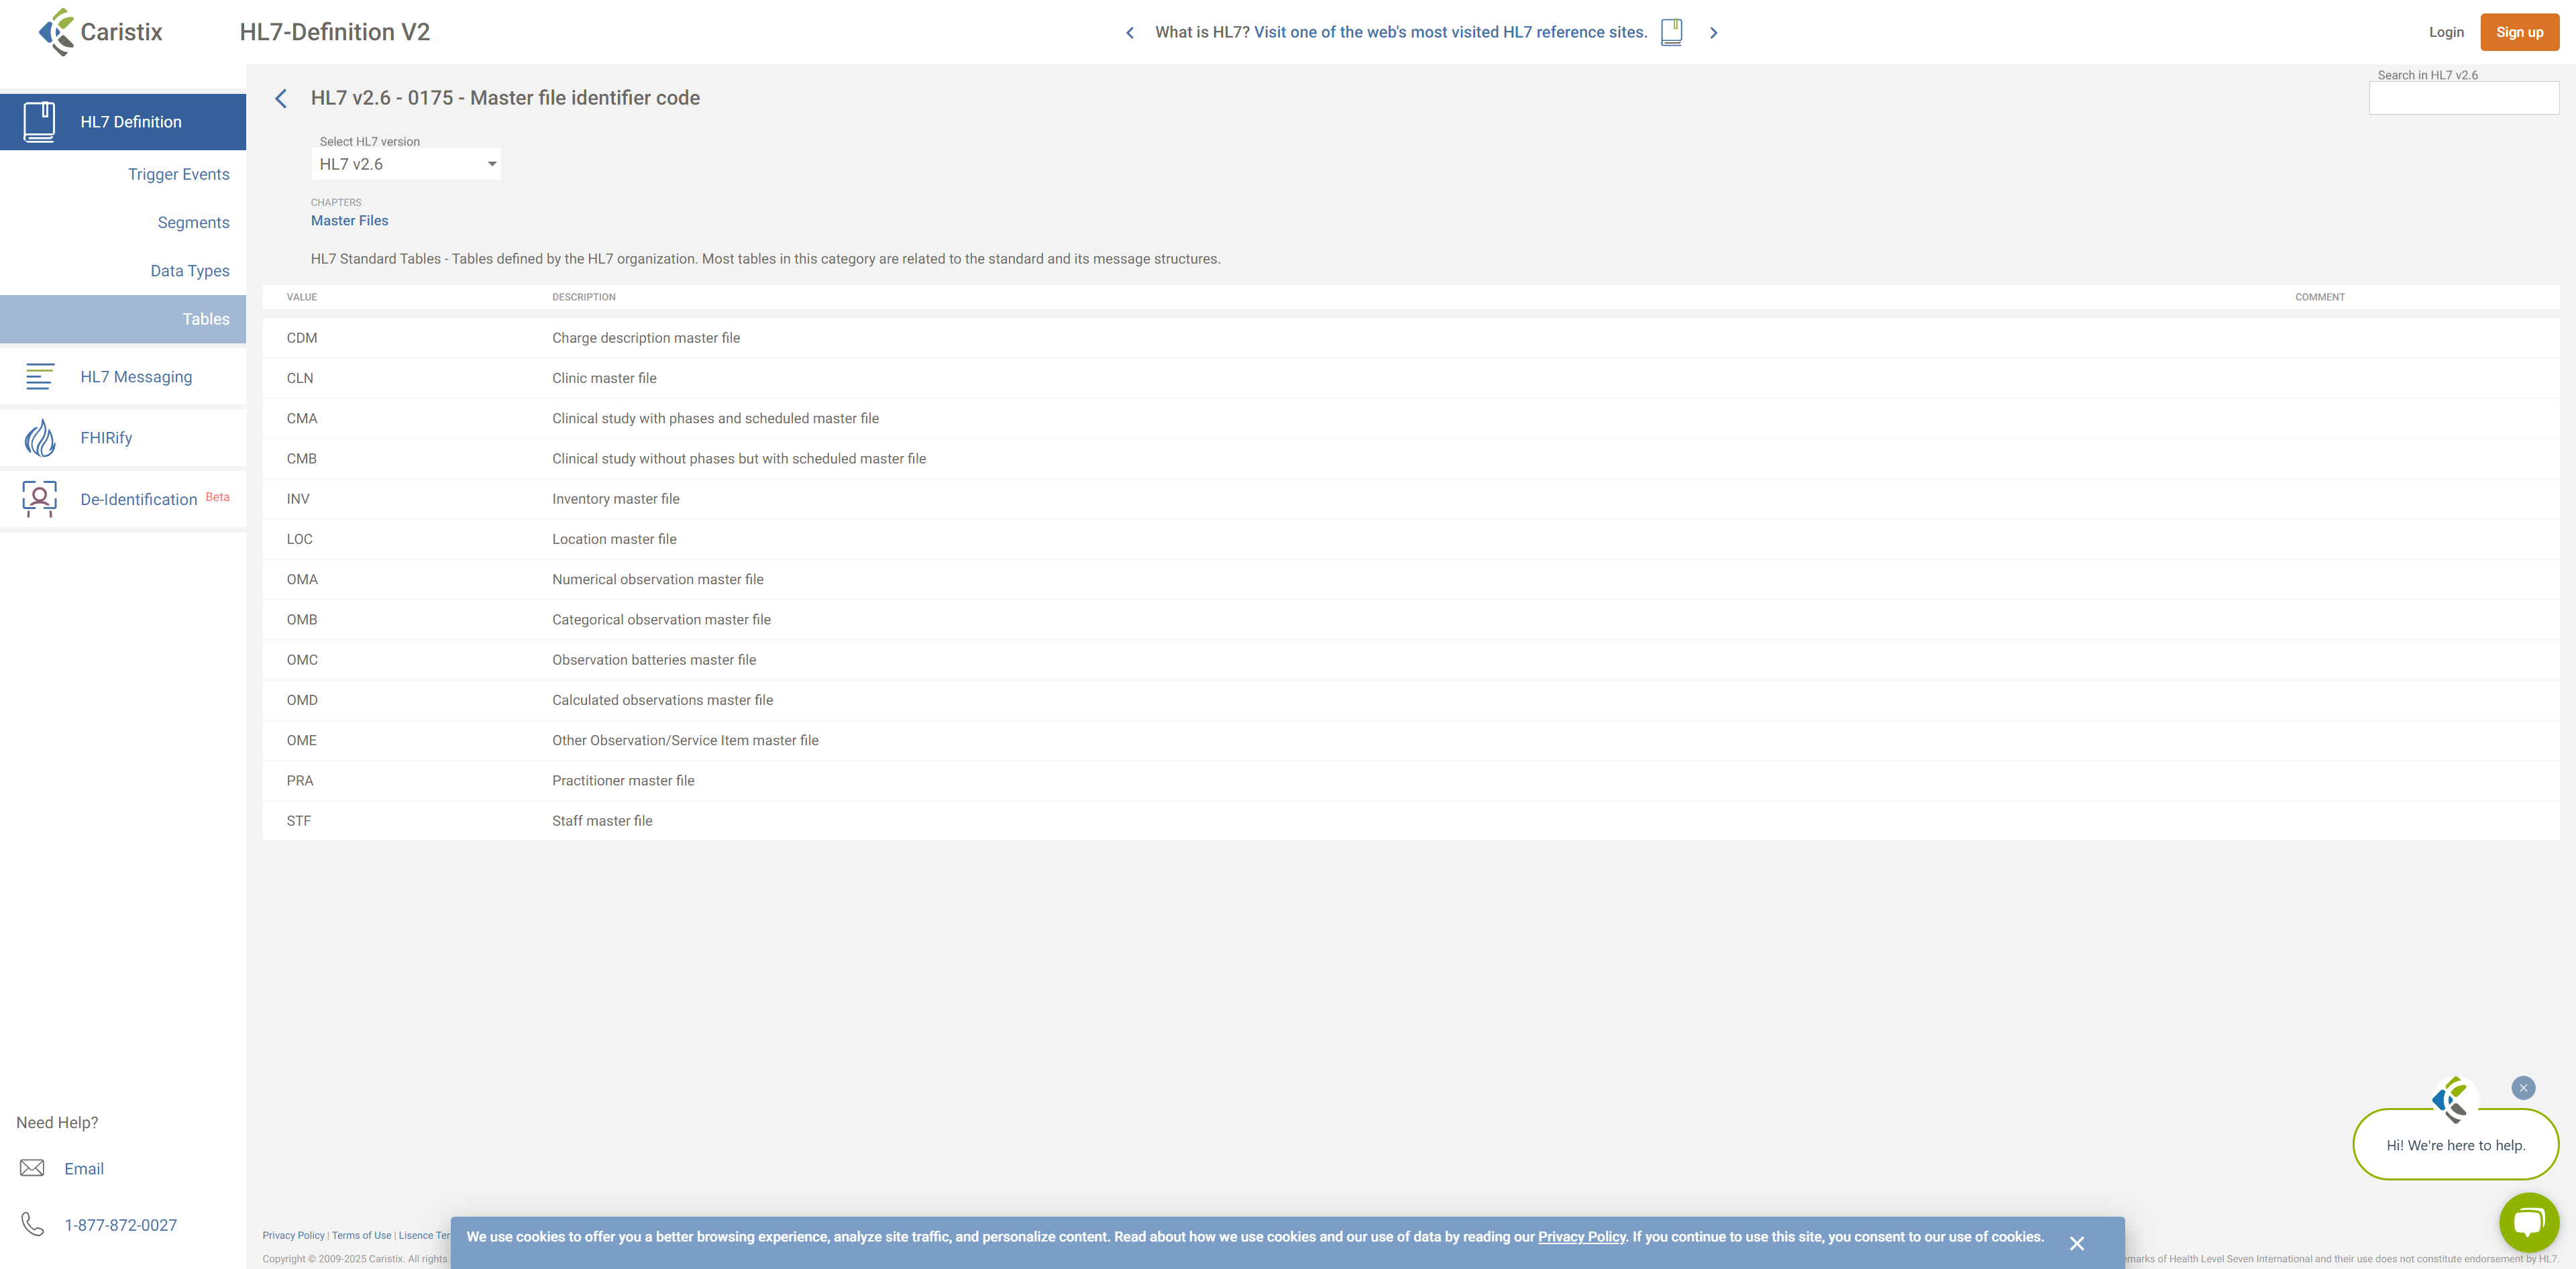 Caristix
HL7-Definition V2
What is HL7? Visit one of the web's most visited HL7 reference sites.
Login
Sign up
HL7 Definition
Trigger Events
Segments
Data Types
Tables
HL7 Messaging
FHIRify
De-Identification Beta
Need Help?
Email
1-877-872-0027
HL7 v2.6 - 0175 - Master file identifier code
Search in HL7 v2.6
Select HL7 version
HL7 v2.6
CHAPTERS
Master Files
HL7 Standard Tables - Tables defined by the HL7 organization. Most tables in this category are related to the standard and its message structures.
VALUE DESCRIPTION COMMENT
CDM Charge description master file
CLN Clinic master file
CMA Clinical study with phases and scheduled master file
CMB Clinical study without phases but with scheduled master file
INV Inventory master file
LOC Location master file
OMA Numerical observation master file
OMB Categorical observation master file
OMC Observation batteries master file
OMD Calculated observations master file
OME Other Observation/Service Item master file
PRA Practitioner master file
STF Staff master file
Hi! We're here to help.
Privacy Policy | Terms of Use | Lisence
We use cookies to offer you a better browsing experience, analyze site traffic, and personalize content. Read about how we use cookies and our use of data by reading our Privacy Policy. If you continue to use this site, you consent to our use of cookies.
Copyright © 2009-2025 Caristix. All rights
of Health Level Seven International and their use does not constitute endorsement by HL7.